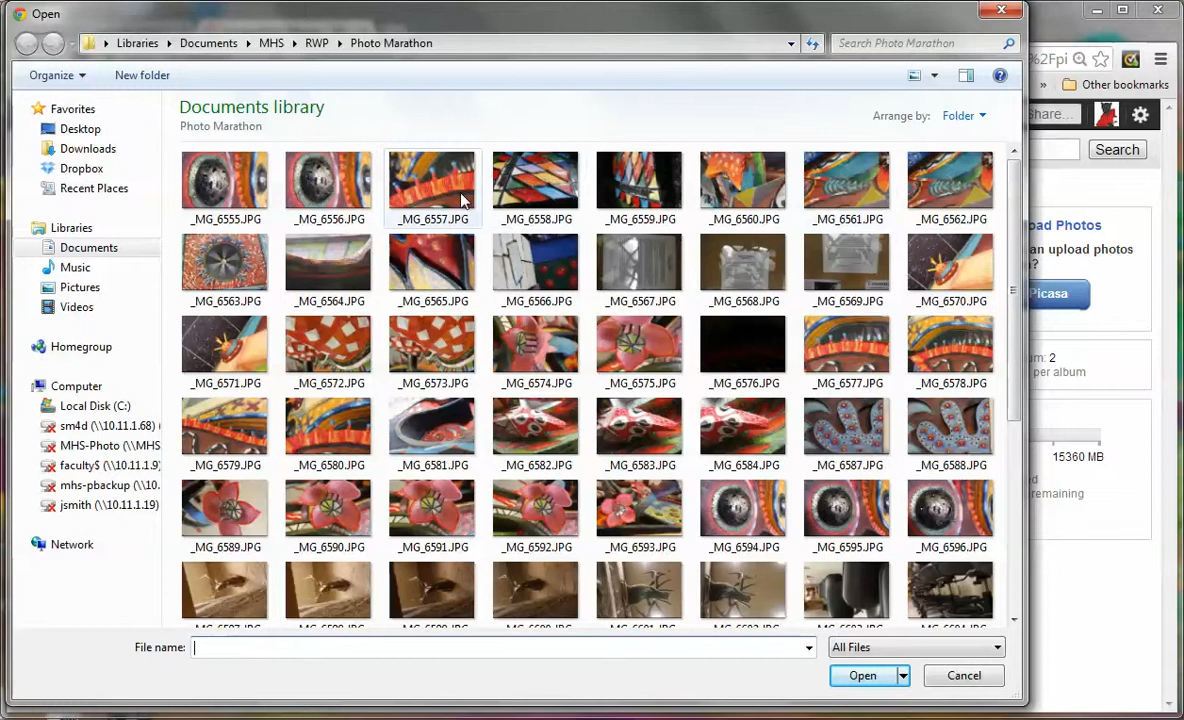 Open
Libraries Documents MHS RWP Photo Marathon
Search Photo Marathon
%2Fpi
Organize New folder
» Other bookmarks
Share...
Search
Documents library
Photo Marathon
Arrange by: Folder
Favorites
Desktop
Downloads
Dropbox
Recent Places
Libraries
Documents
Music
Pictures
Videos
Homegroup
Computer
Local Disk (C:)
sm4d (\\10.11.1.68)
MHS-Photo (\\MHS
faculty$ (\\10.11.1.9)
mhs-pbackup (\\10.
jsmith (\\10.11.1.19)
Network
_MG_6555.JPG _MG_6556.JPG _MG_6557.JPG _MG_6558.JPG _MG_6559.JPG _MG_6560.JPG _MG_6561.JPG _MG_6562.JPG
_MG_6563.JPG _MG_6564.JPG _MG_6565.JPG _MG_6566.JPG _MG_6567.JPG _MG_6568.JPG _MG_6569.JPG _MG_6570.JPG
_MG_6571.JPG _MG_6572.JPG _MG_6573.JPG _MG_6574.JPG _MG_6575.JPG _MG_6576.JPG _MG_6577.JPG _MG_6578.JPG
_MG_6579.JPG _MG_6580.JPG _MG_6581.JPG _MG_6582.JPG _MG_6583.JPG _MG_6584.JPG _MG_6587.JPG _MG_6588.JPG
_MG_6589.JPG _MG_6590.JPG _MG_6591.JPG _MG_6592.JPG _MG_6593.JPG _MG_6594.JPG _MG_6595.JPG _MG_6596.JPG
File name:
All Files
Open Cancel
load Photos
an upload photos
?
Picasa
um: 2
per album
15360 MB
ed
remaining